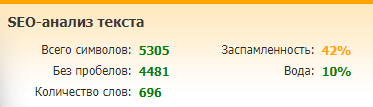 SEO-анализ текста
Всего символов: 5305 Заспамленность: 42%
Без пробелов: 4481 Вода: 10%
Количество слов: 696